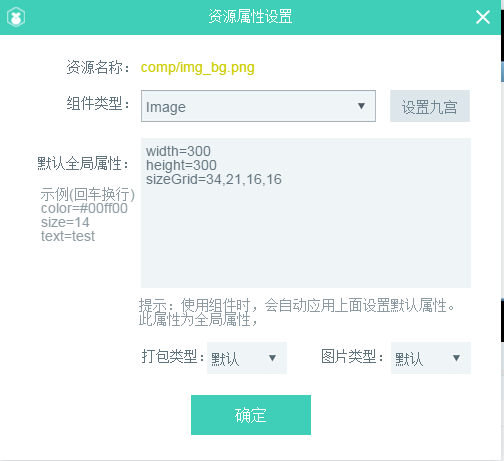 资源属性设置
资源名称： comp/img_bg.png
组件类型： Image 设置九宫
默认全局属性：
width=300
height=300
sizeGrid=34,21,16,16
示例(回车换行)
color=#00ff00
size=14
text=test
提示：使用组件时，会自动应用上面设置默认属性。
此属性为全局属性，
打包类型： 默认 图片类型： 默认
确定